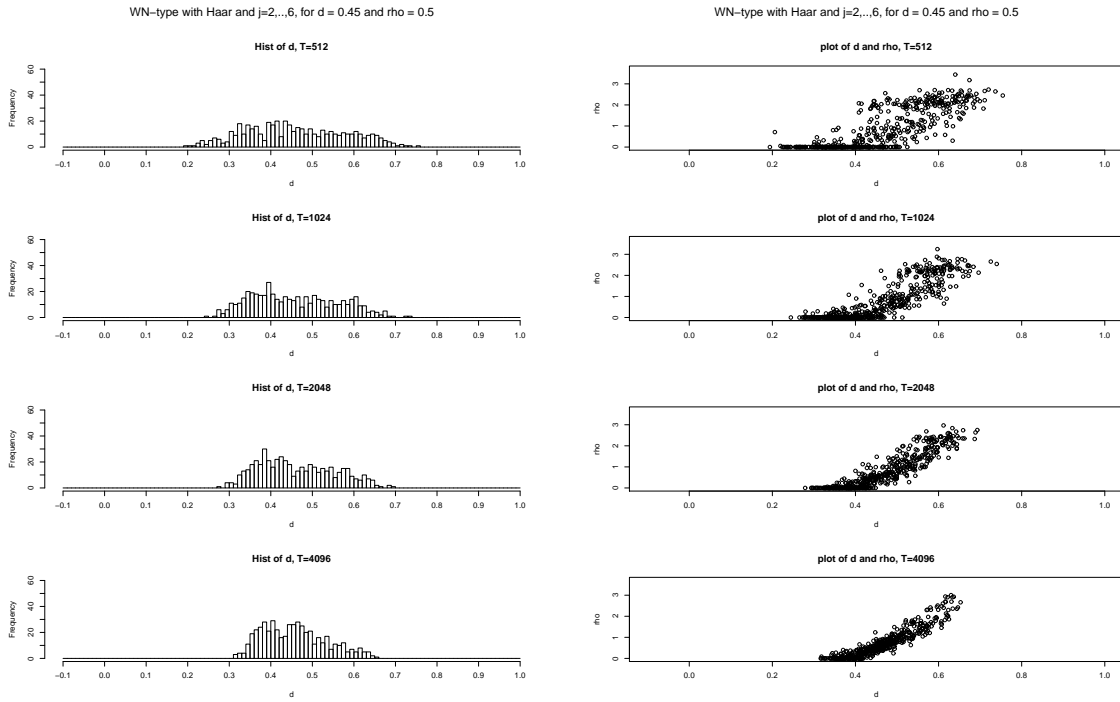 WN−type with Haar and j=2,..,6, for d = 0.45 and rho = 0.5
Hist of d, T=512
Frequency
0 20 40 60
−0.1 0.0 0.1 0.2 0.3 0.4 0.5 0.6 0.7 0.8 0.9 1.0
d
Hist of d, T=1024
Frequency
0 20 40 60
−0.1 0.0 0.1 0.2 0.3 0.4 0.5 0.6 0.7 0.8 0.9 1.0
d
Hist of d, T=2048
Frequency
0 20 40 60
−0.1 0.0 0.1 0.2 0.3 0.4 0.5 0.6 0.7 0.8 0.9 1.0
d
Hist of d, T=4096
Frequency
0 20 40 60
−0.1 0.0 0.1 0.2 0.3 0.4 0.5 0.6 0.7 0.8 0.9 1.0
d
WN−type with Haar and j=2,..,6, for d = 0.45 and rho = 0.5
plot of d and rho, T=512
rho
0 1 2 3
0.0 0.2 0.4 0.6 0.8 1.0
d
plot of d and rho, T=1024
rho
0 1 2 3
0.0 0.2 0.4 0.6 0.8 1.0
d
plot of d and rho, T=2048
rho
0 1 2 3
0.0 0.2 0.4 0.6 0.8 1.0
d
plot of d and rho, T=4096
rho
0 1 2 3
0.0 0.2 0.4 0.6 0.8 1.0
d